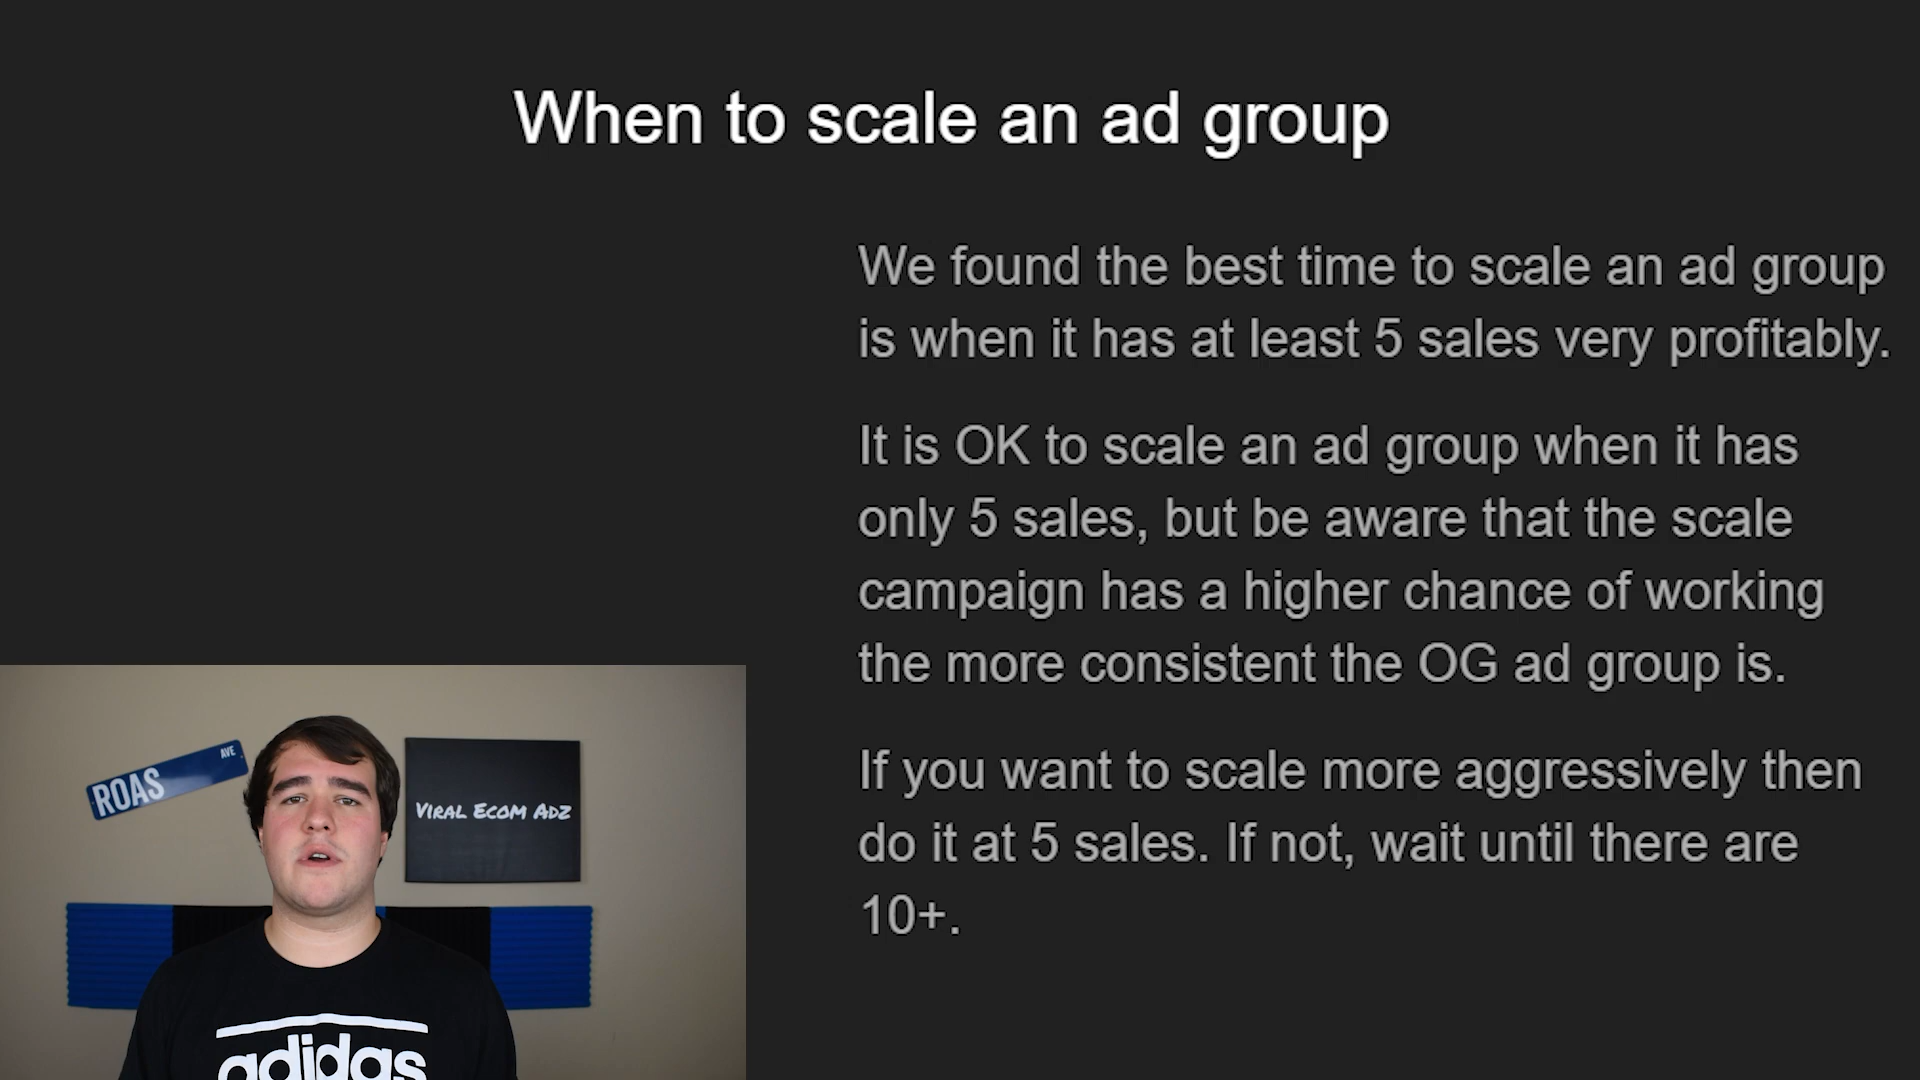 When to scale an ad group
We found the best time to scale an ad group
is when it has at least 5 sales very profitably.
It is OK to scale an ad group when it has
only 5 sales, but be aware that the scale
campaign has a higher chance of working
the more consistent the OG ad group is.
If you want to scale more aggressively then
do it at 5 sales. If not, wait until there are
10+.
ROAS AVE
VIRAL ECOM ADZ
adidas